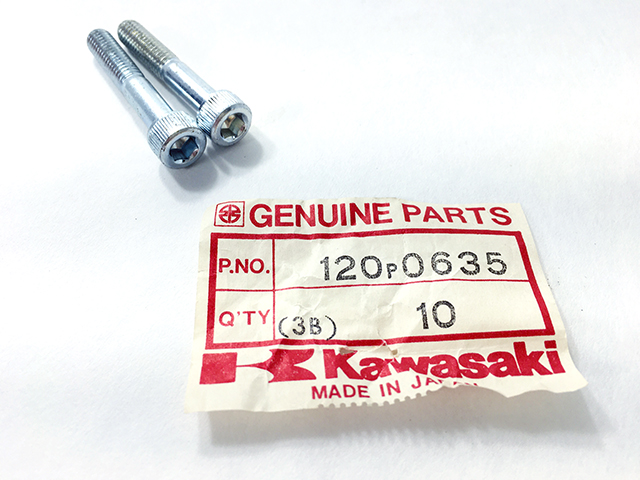 GENUINE PARTS
P.NO. 120P0635
Q'TY (3B) 10
Kawasaki
MADE IN JAPAN